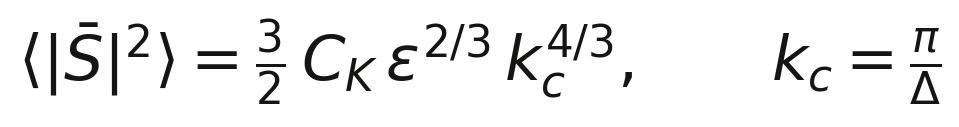 ⟨|S̄|²⟩ = 3/2 C_K ε^{2/3} k_c^{4/3}, k_c = π/Δ